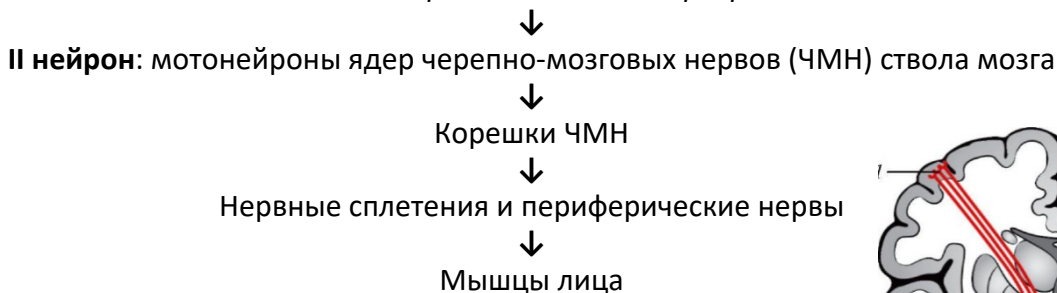 ↓
II нейрон: мотонейроны ядер черепно-мозговых нервов (ЧМН) ствола мозга
↓
Корешки ЧМН
↓
Нервные сплетения и периферические нервы
↓
Мышцы лица